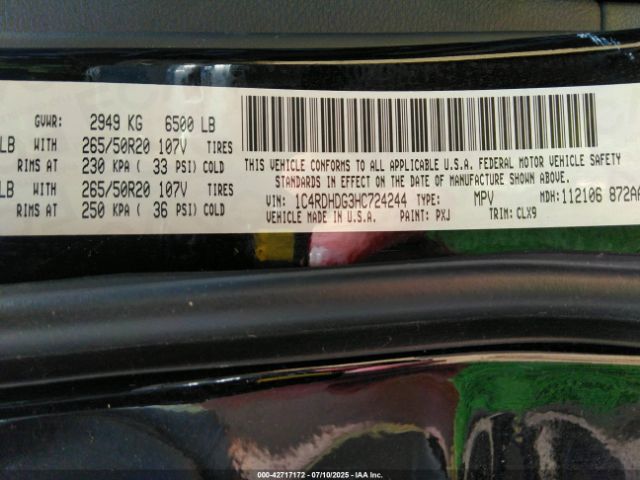 GVWR: 2949 KG 6500 LB
LB WITH 265/50R20 107V TIRES
RIMS AT 230 KPA ( 33 PSI) COLD
LB WITH 265/50R20 107V TIRES
RIMS AT 250 KPA ( 36 PSI) COLD
THIS VEHICLE CONFORMS TO ALL APPLICABLE U.S.A. FEDERAL MOTOR VEHICLE SAFETY
STANDARDS IN EFFECT ON THE DATE OF MANUFACTURE SHOWN ABOVE.
VIN: 1C4RDHDG3HC724244 TYPE: MPV MDH: 112106 872AA
VEHICLE MADE IN U.S.A. PAINT: PXJ TRIM: CLX9
000-42717172 - 07/10/2025 - IAA Inc.